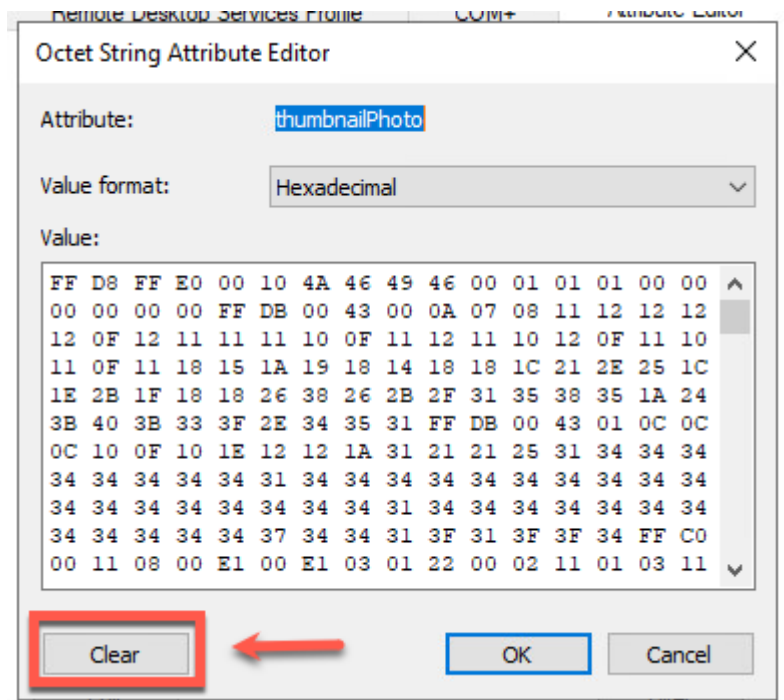 Remote Desktop Services Profile COM+ Attribute Editor
Octet String Attribute Editor
Attribute: thumbnailPhoto
Value format: Hexadecimal
Value:
FF D8 FF E0 00 10 4A 46 49 46 00 01 01 01 00 00
00 00 00 00 FF DB 00 43 00 0A 07 08 11 12 12 12
12 0F 12 11 11 11 10 0F 11 12 11 10 12 0F 11 10
11 0F 11 18 15 1A 19 18 14 18 18 1C 21 2E 25 1C
1E 2B 1F 18 18 26 38 26 2B 2F 31 35 38 35 1A 24
3B 40 3B 33 3F 2E 34 35 31 FF DB 00 43 01 0C 0C
0C 10 0F 10 1E 12 12 1A 31 21 21 25 31 34 34 34
34 34 34 34 34 31 34 34 34 34 34 34 34 34 34 34
34 34 34 34 34 34 34 34 31 34 34 34 34 34 34 34
34 34 34 34 34 37 34 34 31 3F 31 3F 3F 34 FF C0
00 11 08 00 E1 00 E1 03 01 22 00 02 11 01 03 11
Clear OK Cancel